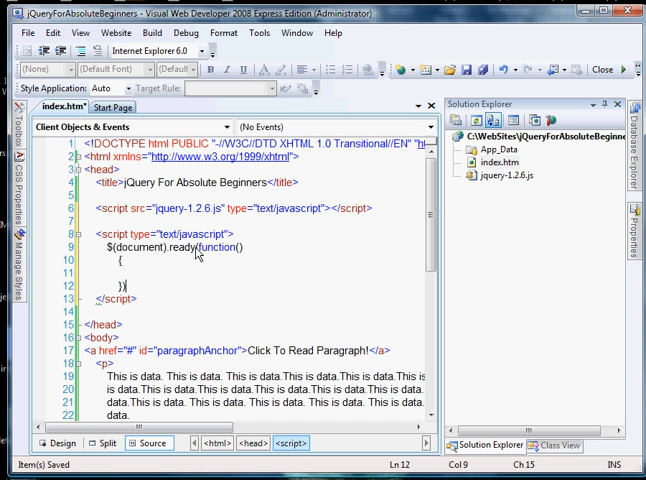 jQueryForAbsoluteBeginners - Visual Web Developer 2008 Express Edition (Administrator)
File Edit View Website Build Debug Format Tools Window Help
Internet Explorer 6.0
(None) (Default Font) (Default B I U A Close
Style Application: Auto Target Rule:
index.htm* Start Page
Client Objects & Events (No Events)
1 <!DOCTYPE html PUBLIC "-//W3C//DTD XHTML 1.0 Transitional//EN" "ht
2 <html xmlns="http://www.w3.org/1999/xhtml">
3 <head>
4 <title>jQuery For Absolute Beginners</title>
5
6 <script src="jquery-1.2.6.js" type="text/javascript"></script>
7
8 <script type="text/javascript">
9 $(document).ready(function()
10 {
11
12 })
13 </script>
14
15 </head>
16 <body>
17 <a href="#" id="paragraphAnchor">Click To Read Paragraph!</a>
18 <p>
19 This is data. This is data. This is data.This is data.This is data.This
20 is data.This is data.This is data.This is data.This is data.This is data.
21 This is data. This is data. This is data.This is data.This is data.This is
22 data.
Design Split Source <html> <head> <script>
Item(s) Saved Ln 12 Col 9 Ch 15 INS
Toolbox
CSS Properties
Manage Styles
Solution Explorer
C:\WebSites\jQueryForAbsoluteBeginne
App_Data
index.htm
jquery-1.2.6.js
Solution Explorer Class View
Database Explorer
Properties